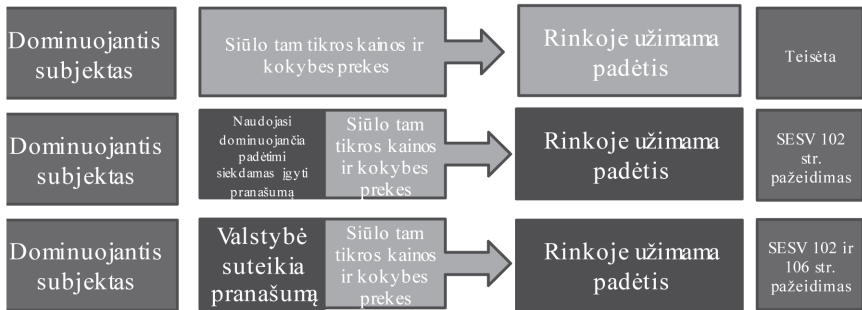 Dominuojantis
subjektas
Siūlo tam tikros kainos ir
kokybes prekes
Rinkoje užimama
padėtis
Teisėta
Dominuojantis
subjektas
Naudojasi
dominuojančia
padėtimi
siekdamas įgyti
pranašumą
Siūlo tam
tikros kainos
ir kokybes
prekes
Rinkoje užimama
padėtis
SESV 102
str.
pažeidimas
Dominuojantis
subjektas
Valstybė
suteikia
pranašumą
Siūlo tam
tikros kainos
ir kokybes
prekes
Rinkoje užimama
padėtis
SESV 102 ir
106 str.
pažeidimas